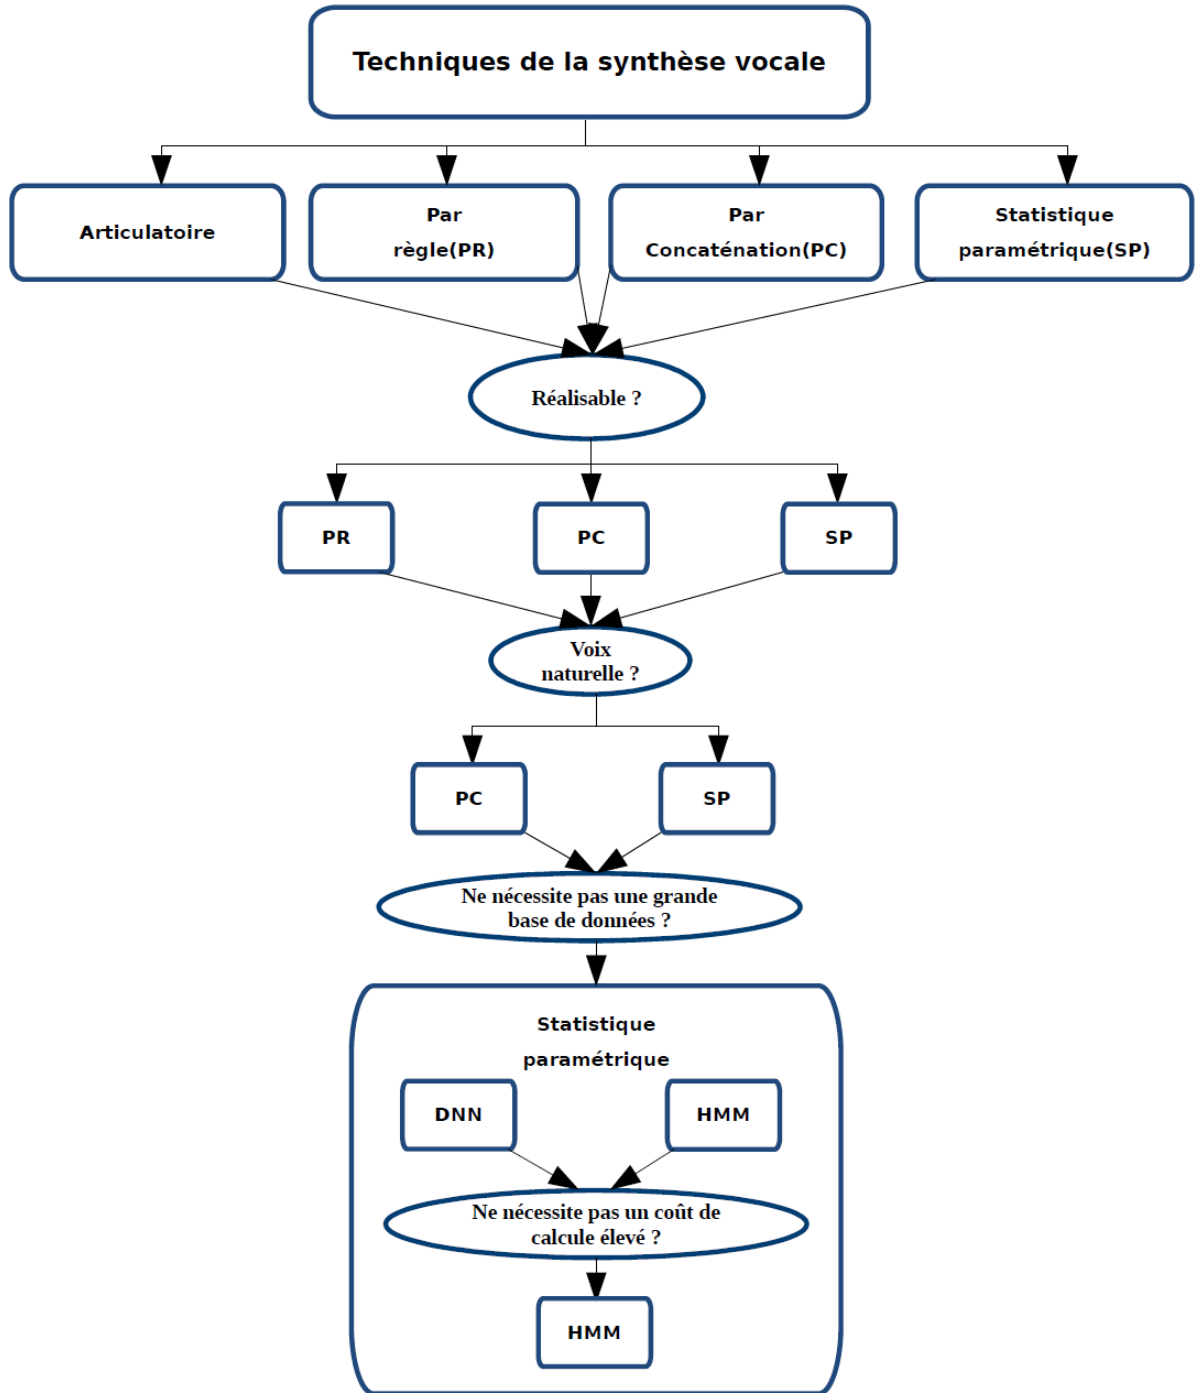 Techniques de la synthèse vocale
Articulatoire
Par
règle(PR)
Par
Concaténation(PC)
Statistique
paramétrique(SP)
Réalisable ?
PR
PC
SP
Voix
naturelle ?
PC
SP
Ne nécessite pas une grande
base de données ?
Statistique
paramétrique
DNN
HMM
Ne nécessite pas un coût de
calcule élevé ?
HMM